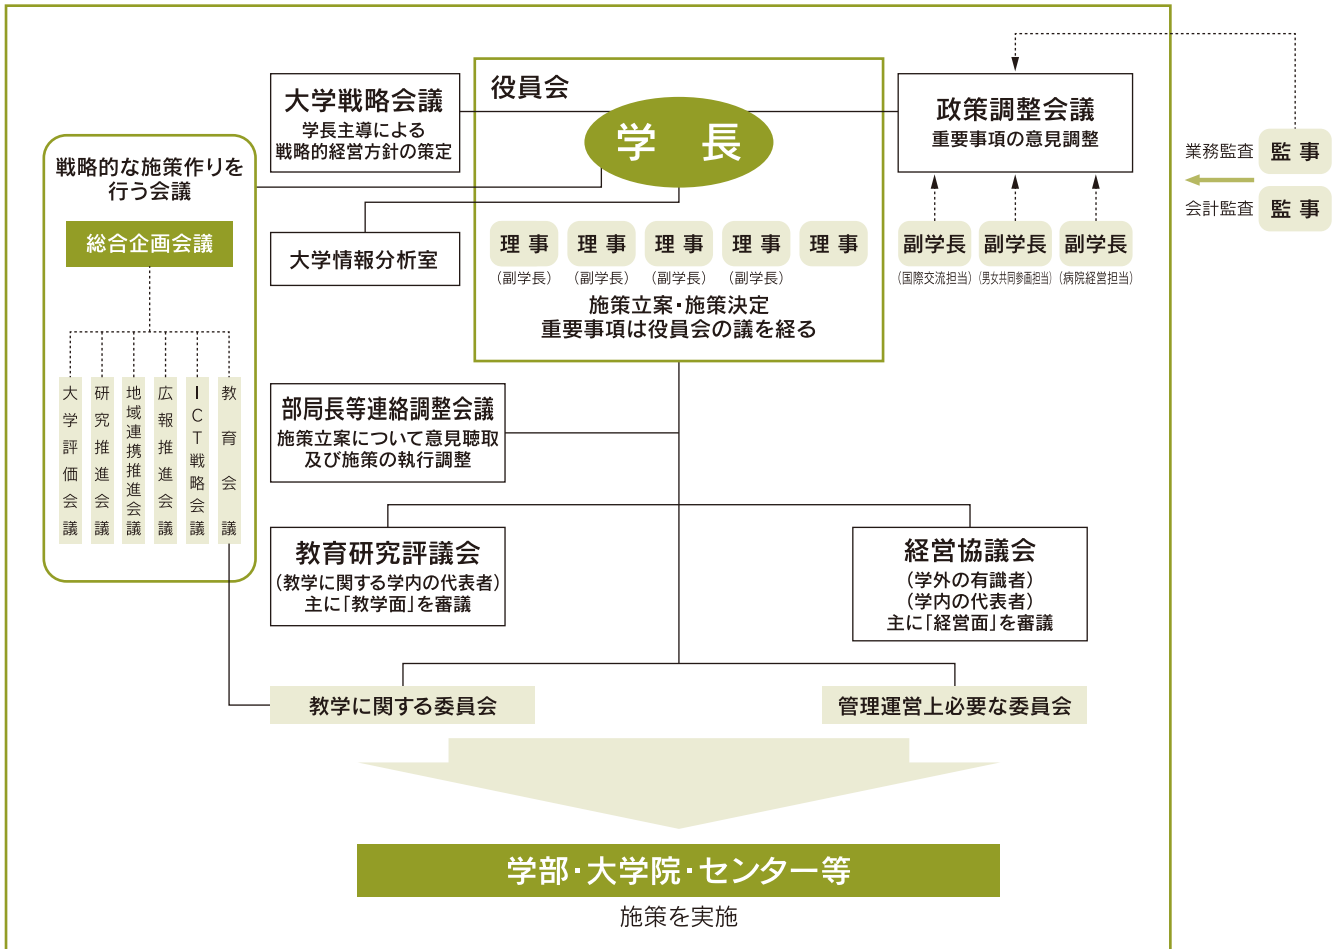 役員会
学 長
大学戦略会議
学長主導による
戦略的経営方針の策定
政策調整会議
重要事項の意見調整
業務監査
監 事
会計監査
監 事
戦略的な施策作りを
行う会議
総合企画会議
大学評価会議
研究推進会議
地域連携推進会議
広報推進会議
ICT戦略会議
教育会議
大学情報分析室
理 事
(副学長)
理 事
(副学長)
理 事
(副学長)
理 事
(副学長)
理 事
施策立案・施策決定
重要事項は役員会の議を経る
副学長
(国際交流担当)
副学長
(男女共同参画担当)
副学長
(病院経営担当)
部局長等連絡調整会議
施策立案について意見聴取
及び施策の執行調整
教育研究評議会
(教学に関する学内の代表者)
主に「教学面」を審議
経営協議会
(学外の有識者)
(学内の代表者)
主に「経営面」を審議
教学に関する委員会
管理運営上必要な委員会
学部・大学院・センター等
施策を実施